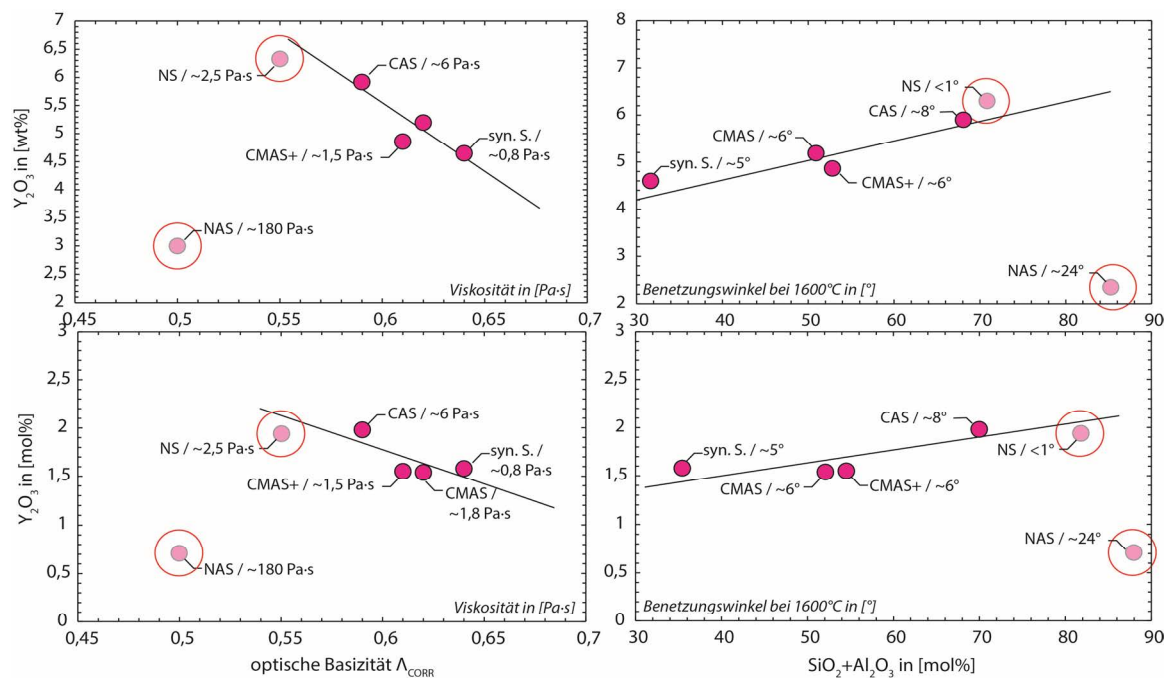 7
6,5
6
5,5
5
4,5
4
3,5
3
2,5
2
Y₂O₃ in [wt%]
NS / ~2,5 Pa·s
CAS / ~6 Pa·s
CMAS+ / ~1,5 Pa·s
syn. S. /
~0,8 Pa·s
NAS / ~180 Pa·s
Viskosität in [Pa·s]
0,45 0,5 0,55 0,6 0,65 0,7
8
7
6
5
4
3
2
NS / <1°
CAS / ~8°
CMAS / ~6°
syn. S. / ~5°
CMAS+ / ~6°
NAS / ~24°
Benetzungswinkel bei 1600°C in [°]
30 40 50 60 70 80 90
3
2,5
2
1,5
1
0,5
0
Y₂O₃ in [mol%]
CAS / ~6 Pa·s
NS / ~2,5 Pa·s
syn. S. /
~0,8 Pa·s
CMAS+ / ~1,5 Pa·s
CMAS /
~1,8 Pa·s
NAS / ~180 Pa·s
Viskosität in [Pa·s]
0,45 0,5 0,55 0,6 0,65 0,7
optische Basizität Λ_CORR
3
2,5
2
1,5
1
0,5
0
CAS / ~8°
syn. S. / ~5°
NS / <1°
CMAS / ~6°
CMAS+ / ~6°
NAS / ~24°
Benetzungswinkel bei 1600°C in [°]
30 40 50 60 70 80 90
SiO₂+Al₂O₃ in [mol%]